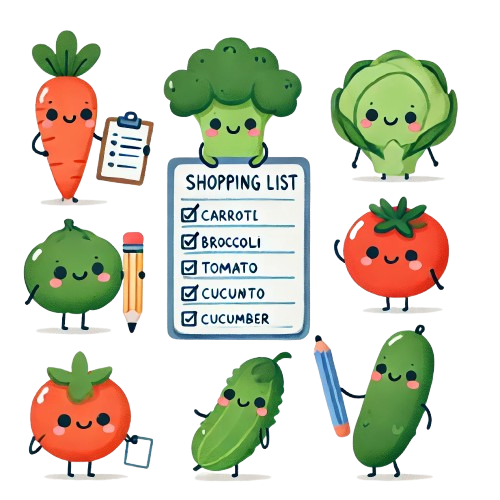 SHOPPING LIST
CARROTL
BROCCOLi
TOMATO
CUCUNTO
CUCUMBER